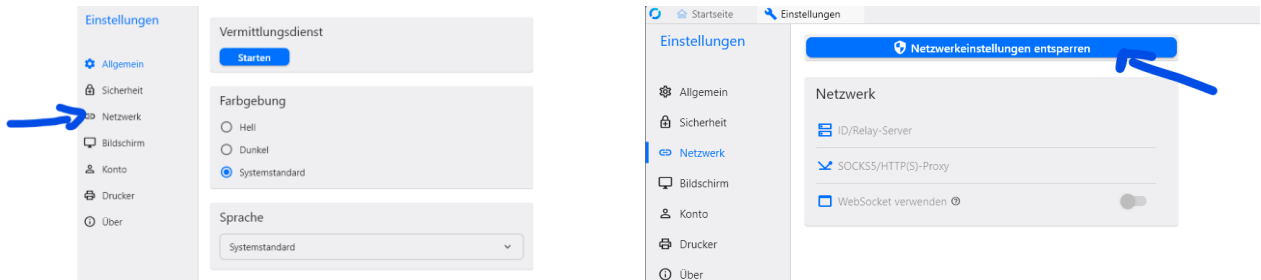 Einstellungen
Allgemein
Sicherheit
Netzwerk
Bildschirm
Konto
Drucker
Über
Vermittlungsdienst
Starten
Farbgebung
Hell
Dunkel
Systemstandard
Sprache
Systemstandard
Startseite
Einstellungen
Einstellungen
Allgemein
Sicherheit
Netzwerk
Bildschirm
Konto
Drucker
Über
Netzwerkeinstellungen entsperren
Netzwerk
ID/Relay-Server
SOCKS5/HTTP(S)-Proxy
WebSocket verwenden